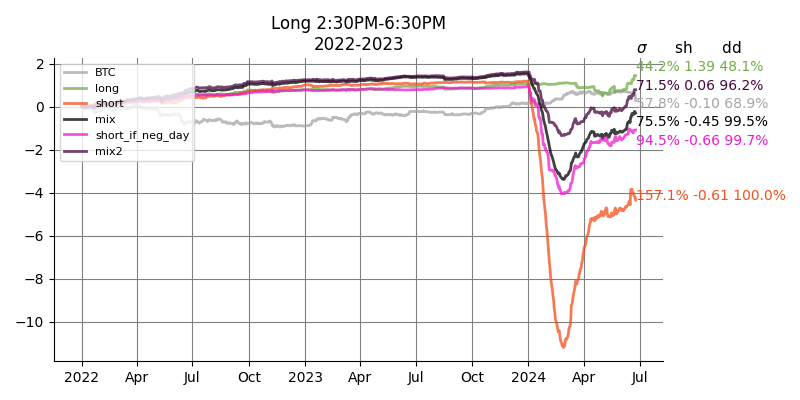 Long 2:30PM-6:30PM
2022-2023
σ sh dd
44.2% 1.39 48.1%
71.5% 0.06 96.2%
57.8% -0.10 68.9%
75.5% -0.45 99.5%
94.5% -0.66 99.7%
157.1% -0.61 100.0%
BTC
long
short
mix
short_if_neg_day
mix2
2
0
−2
−4
−6
−8
−10
2022 Apr Jul Oct 2023 Apr Jul Oct 2024 Apr Jul